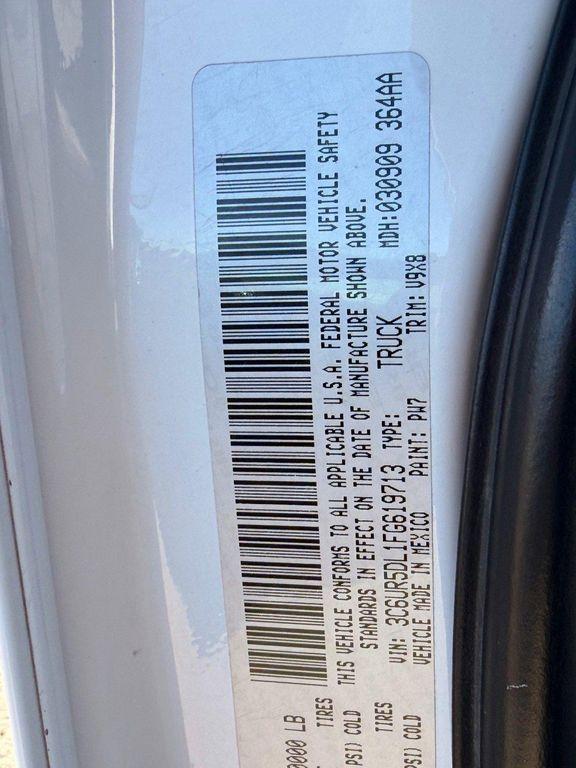 0000 LB
TIRES
THIS VEHICLE CONFORMS TO ALL APPLICABLE U.S.A. FEDERAL MOTOR VEHICLE SAFETY
STANDARDS IN EFFECT ON THE DATE OF MANUFACTURE SHOWN ABOVE.
PSI) COLD
TIRES
VIN: 3C6UR5DL1FG619713 TYPE: TRUCK MDH:030909 364AA
PSI) COLD
VEHICLE MADE IN MEXICO PAINT: PW7 TRIM: V9X8